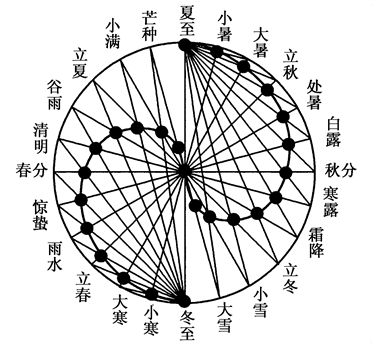 夏至
小暑
大暑
立秋
处暑
白露
秋分
寒露
霜降
立冬
小雪
大雪
冬至
小寒
大寒
立春
雨水
惊蛰
春分
清明
谷雨
立夏
小满
芒种